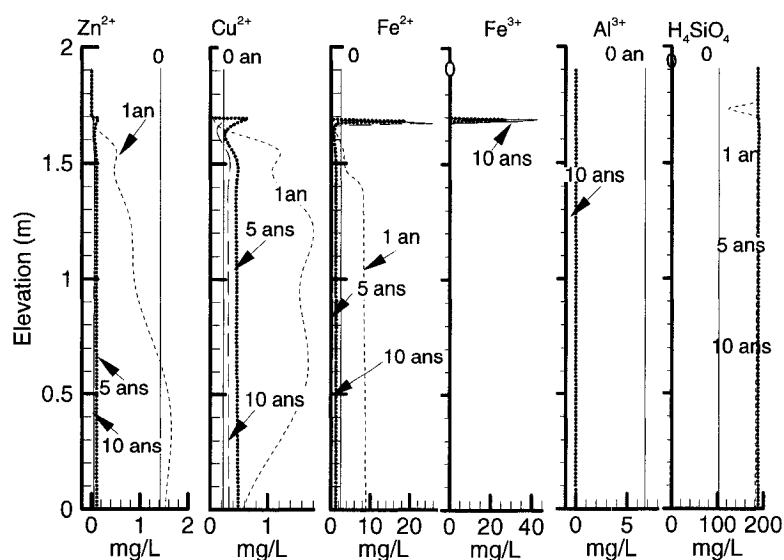 Zn²⁺ Cu²⁺ Fe²⁺ Fe³⁺ Al³⁺ H₄SiO₄
2 0 0 an 0 0 0 an 0 0
1an
1.5
1 an
10 ans
10 ans
1an
5 ans
1 an
5 ans
5 ans
1
Elevation (m)
10 ans
5 ans
10 ans
10 ans
0.5
10 ans
0
0 1 2 0 1 0 10 20 0 20 40 0 5 0 100 200
mg/L mg/L mg/L mg/L mg/L mg/L